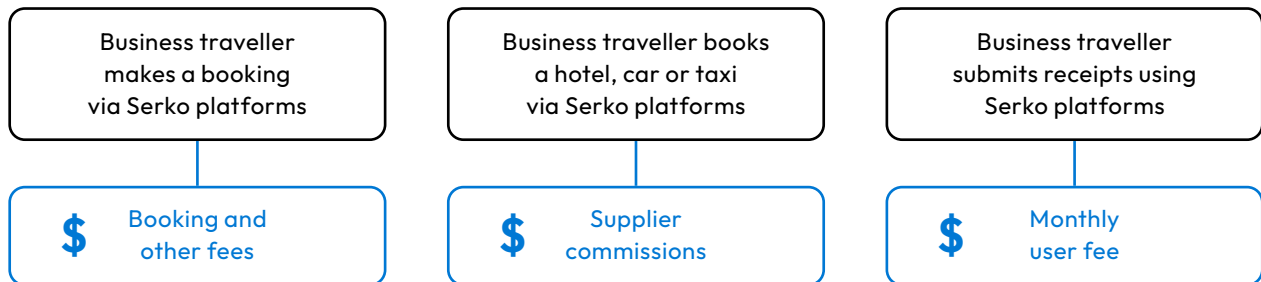 Business traveller
makes a booking
via Serko platforms
$ Booking and
other fees
Business traveller books
a hotel, car or taxi
via Serko platforms
$ Supplier
commissions
Business traveller
submits receipts using
Serko platforms
$ Monthly
user fee